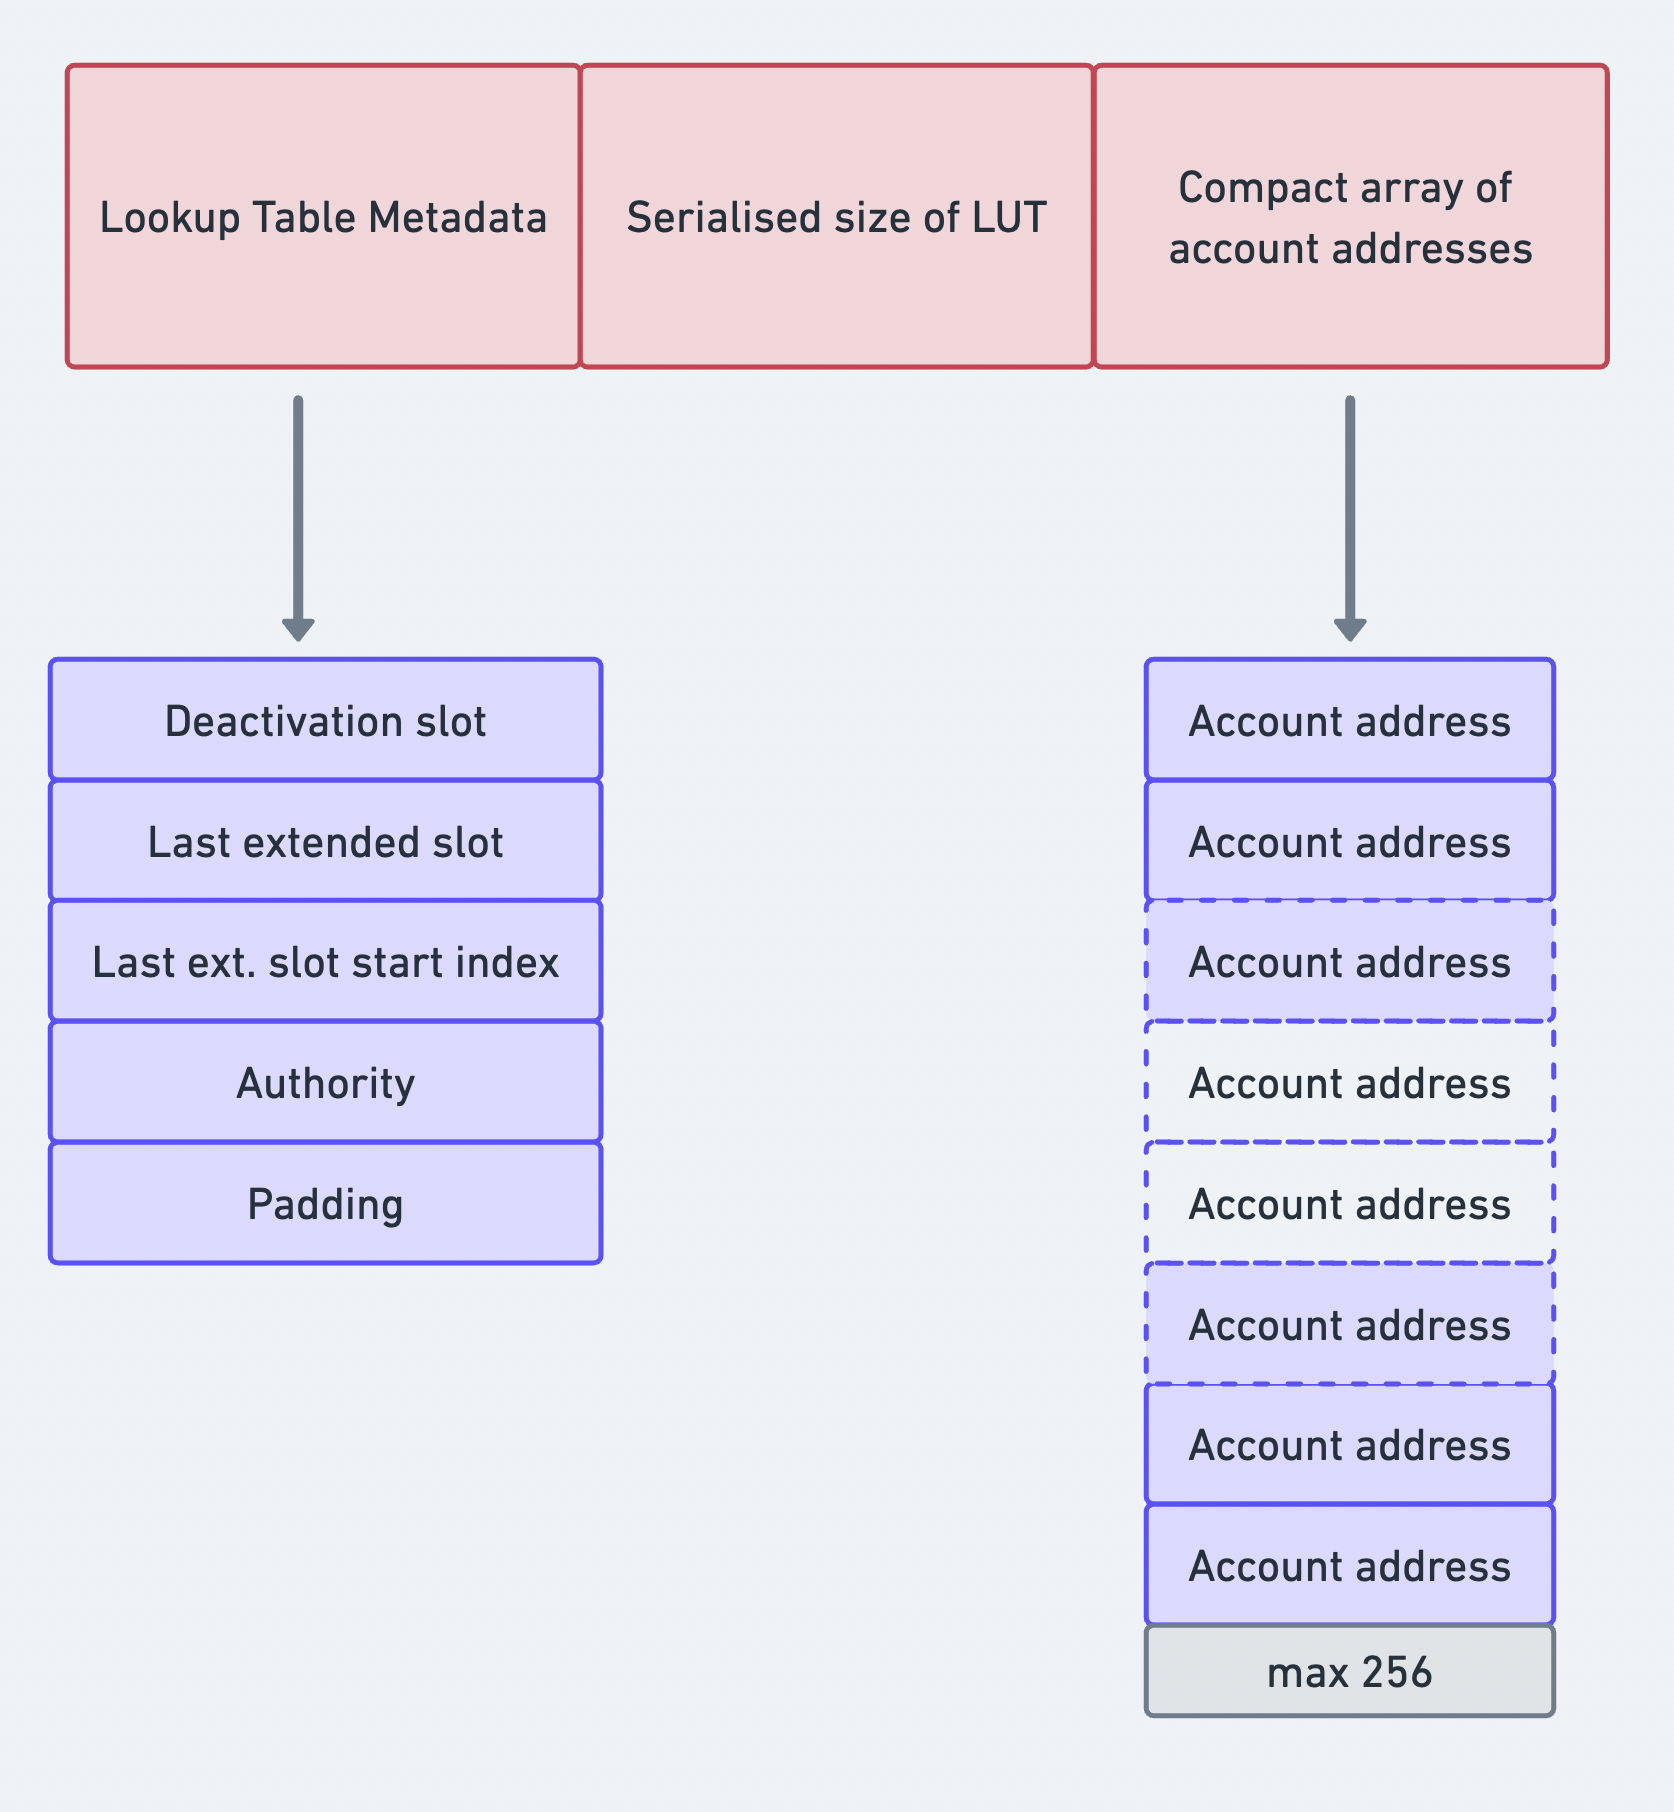 Lookup Table Metadata
Serialised size of LUT
Compact array of
account addresses
Deactivation slot
Last extended slot
Last ext. slot start index
Authority
Padding
Account address
Account address
Account address
Account address
Account address
Account address
Account address
Account address
max 256